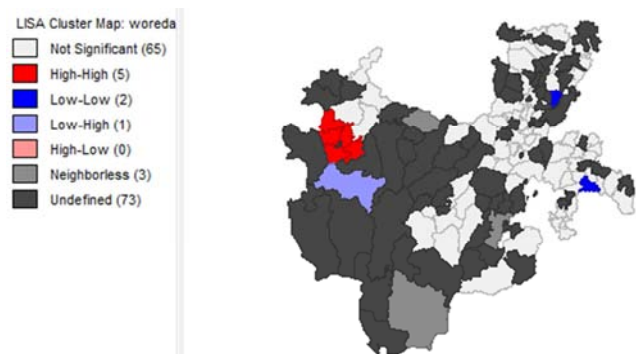 LISA Cluster Map: woreda
Not Significant (65)
High-High (5)
Low-Low (2)
Low-High (1)
High-Low (0)
Neighborless (3)
Undefined (73)